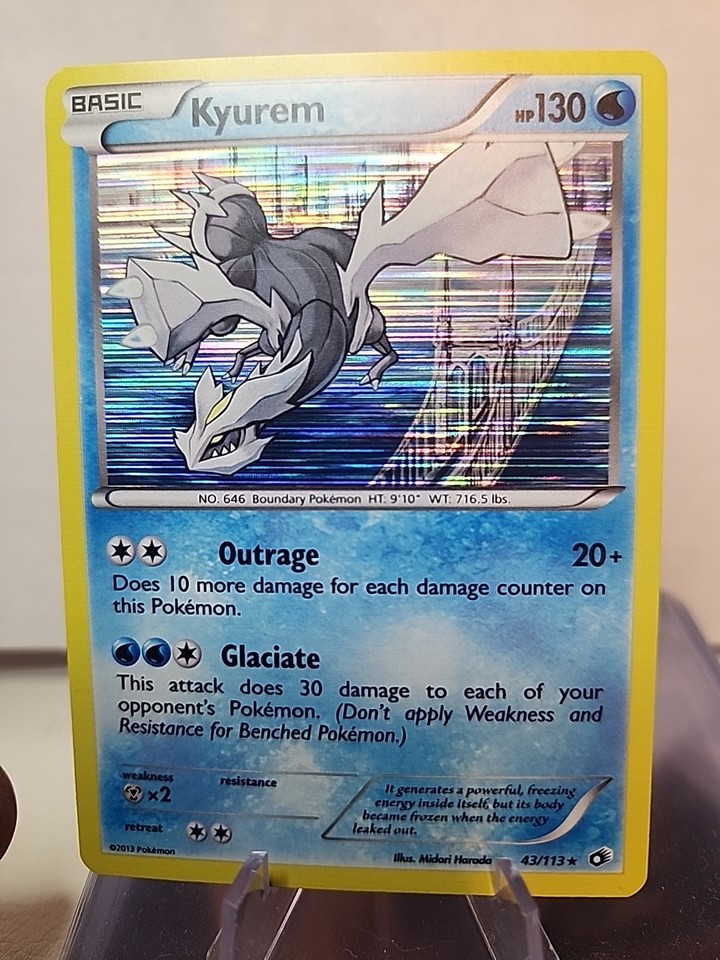 BASIC Kyurem HP130
NO. 646 Boundary Pokémon HT: 9'10" WT: 716.5 lbs.
Outrage 20+
Does 10 more damage for each damage counter on
this Pokémon.
Glaciate
This attack does 30 damage to each of your
opponent's Pokémon. (Don't apply Weakness and
Resistance for Benched Pokémon.)
weakness resistance
×2
It generates a powerful, freezing
energy inside itself, but its body
became frozen when the energy
leaked out.
retreat
©2013 Pokémon
Illus. Midori Harada 43/113★